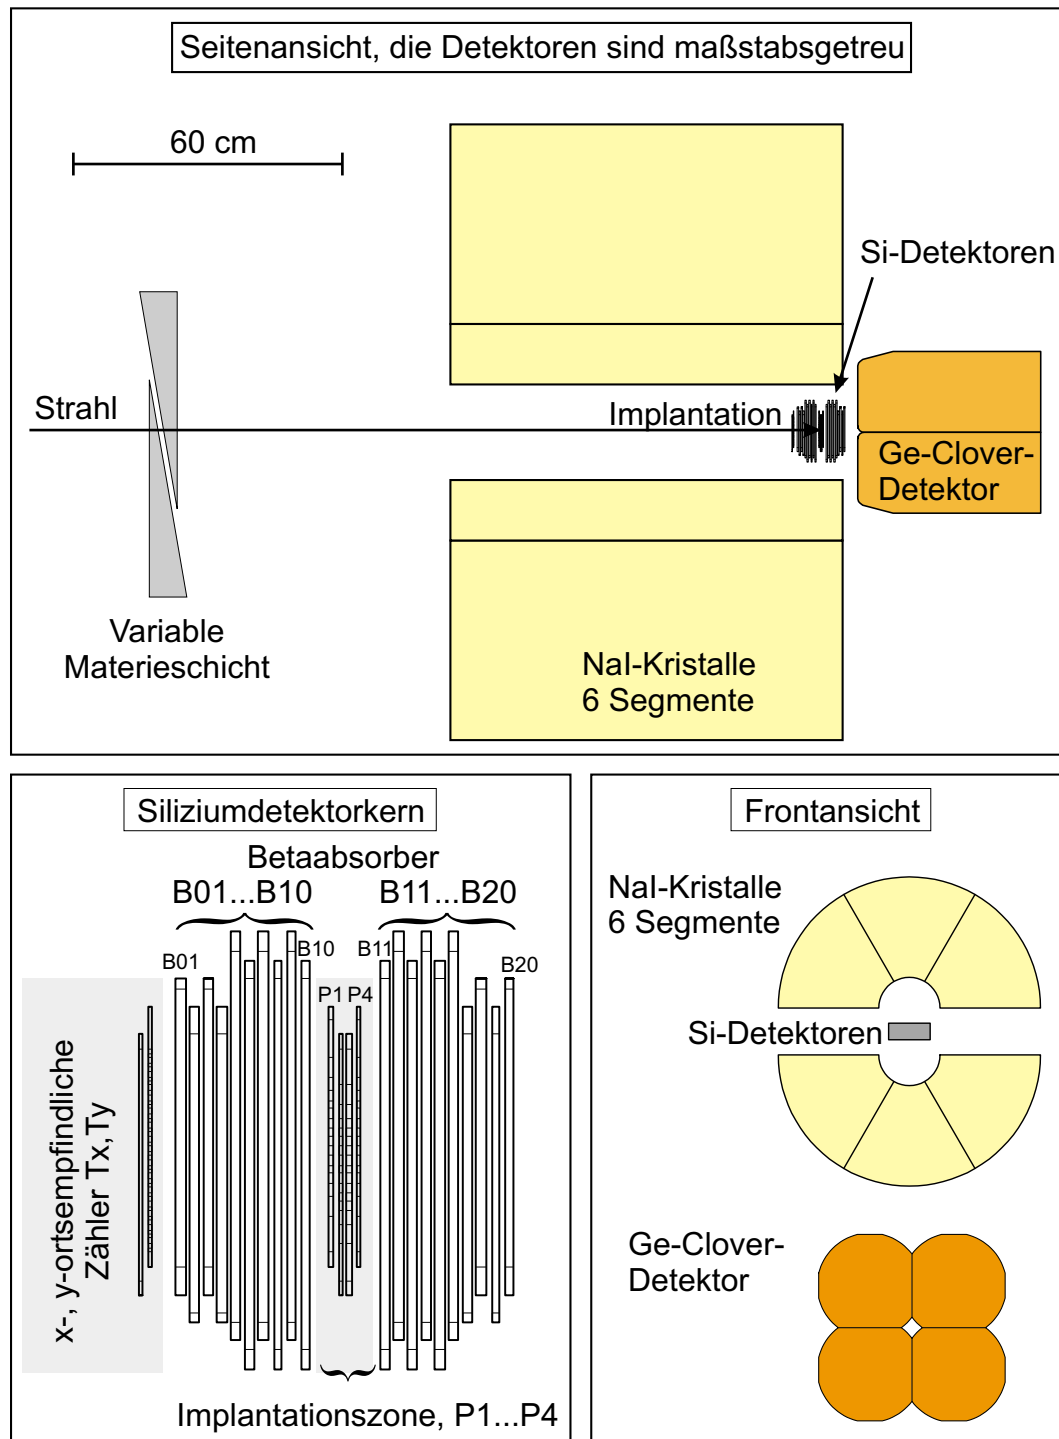 Seitenansicht, die Detektoren sind maßstabsgetreu
60 cm
Si-Detektoren
Strahl
Implantation
Ge-Clover-
Detektor
Variable
Materieschicht
NaI-Kristalle
6 Segmente
Siliziumdetektorkern
Betaabsorber
B01...B10
B11...B20
B01
B10
B11
B20
P1
P4
x-, y-ortsempfindliche
Zähler Tx,Ty
Implantationszone, P1...P4
Frontansicht
NaI-Kristalle
6 Segmente
Si-Detektoren
Ge-Clover-
Detektor